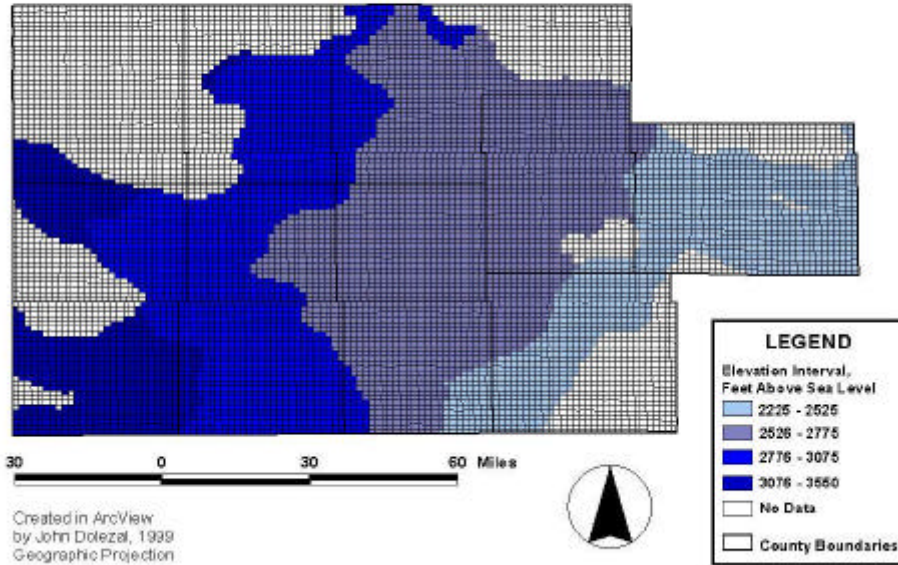 30 0 30 60 Miles
Created in ArcView
by John Dolezal, 1999
Geographic Projection
LEGEND
Elevation Interval,
Feet Above Sea Level
2225 - 2525
2526 - 2775
2776 - 3075
3076 - 3550
No Data
County Boundaries